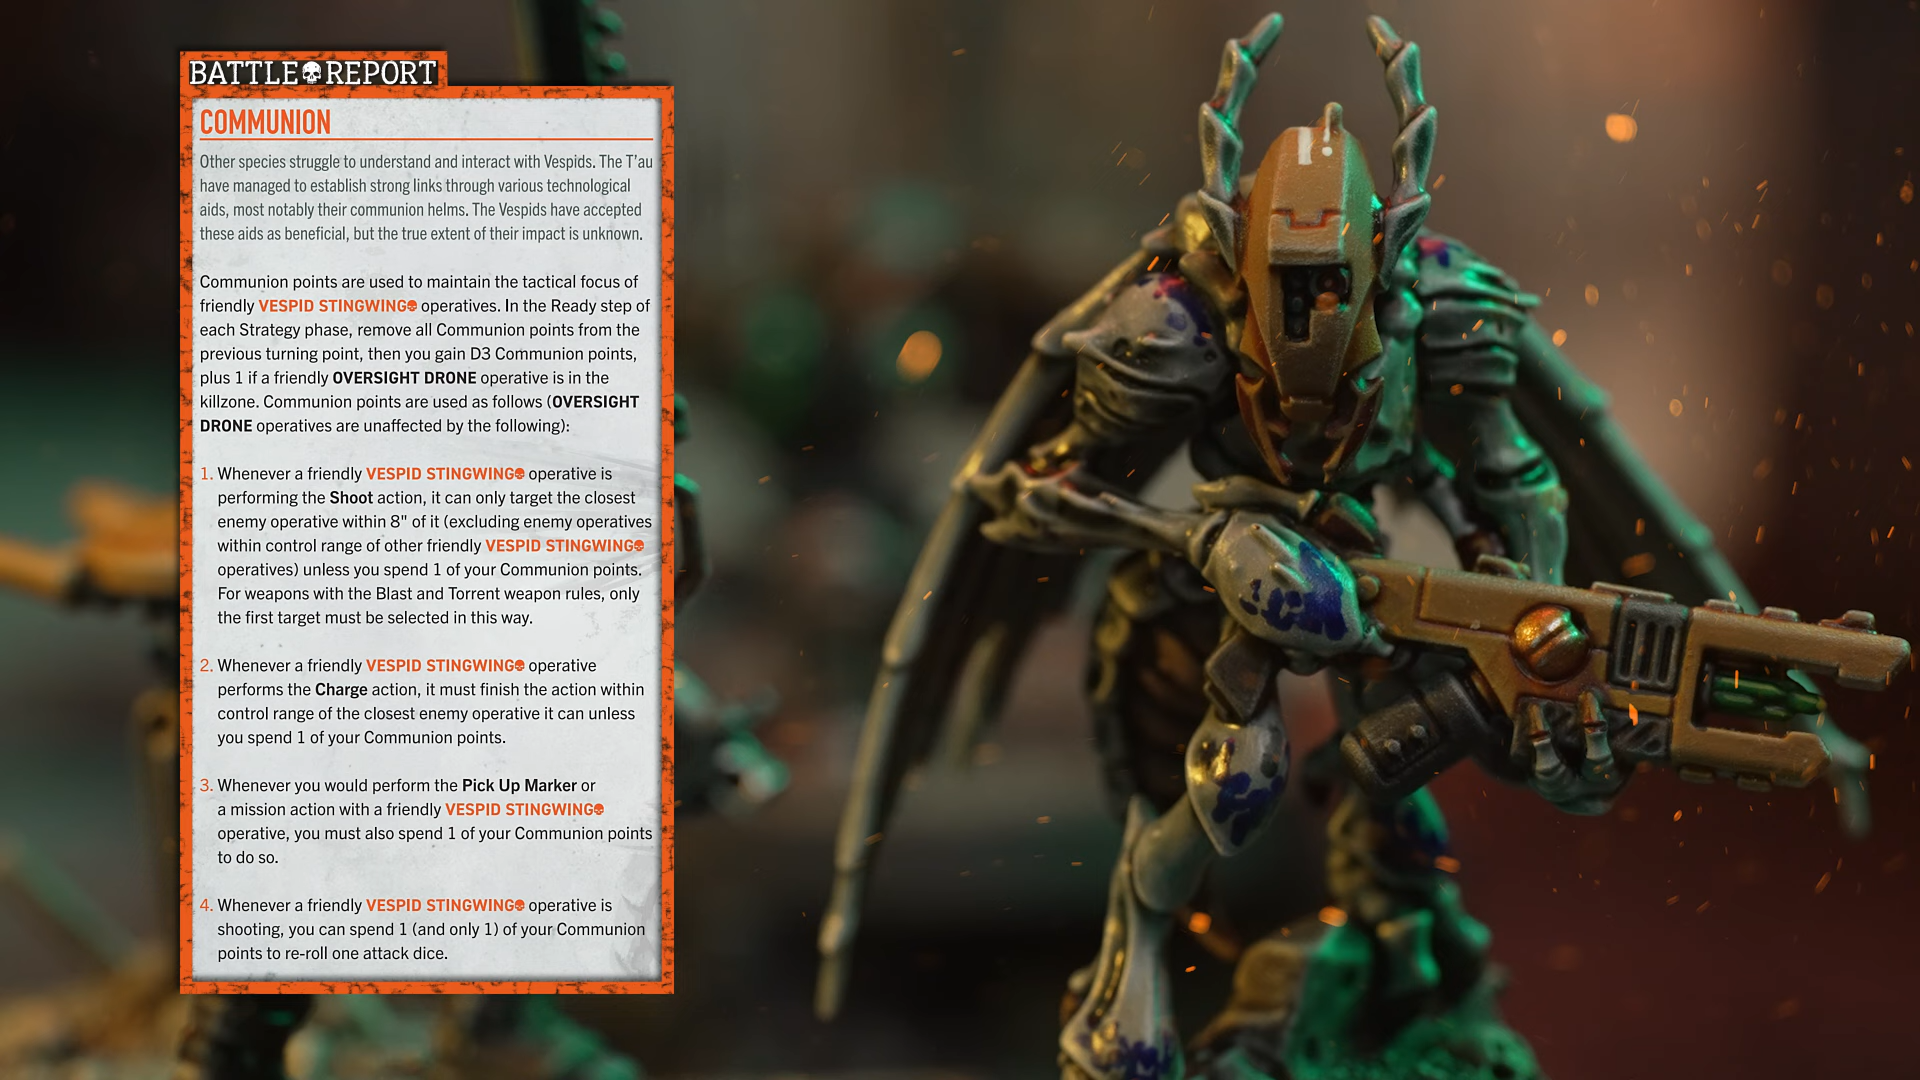 BATTLE REPORT
COMMUNION
Other species struggle to understand and interact with Vespids. The T'au
have managed to establish strong links through various technological
aids, most notably their communion helms. The Vespids have accepted
these aids as beneficial, but the true extent of their impact is unknown.
Communion points are used to maintain the tactical focus of
friendly VESPID STINGWING operatives. In the Ready step of
each Strategy phase, remove all Communion points from the
previous turning point, then you gain D3 Communion points,
plus 1 if a friendly OVERSIGHT DRONE operative is in the
killzone. Communion points are used as follows (OVERSIGHT
DRONE operatives are unaffected by the following):
1. Whenever a friendly VESPID STINGWING operative is
performing the Shoot action, it can only target the closest
enemy operative within 8" of it (excluding enemy operatives
within control range of other friendly VESPID STINGWING
operatives) unless you spend 1 of your Communion points.
For weapons with the Blast and Torrent weapon rules, only
the first target must be selected in this way.
2. Whenever a friendly VESPID STINGWING operative
performs the Charge action, it must finish the action within
control range of the closest enemy operative it can unless
you spend 1 of your Communion points.
3. Whenever you would perform the Pick Up Marker or
a mission action with a friendly VESPID STINGWING
operative, you must also spend 1 of your Communion points
to do so.
4. Whenever a friendly VESPID STINGWING operative is
shooting, you can spend 1 (and only 1) of your Communion
points to re-roll one attack dice.